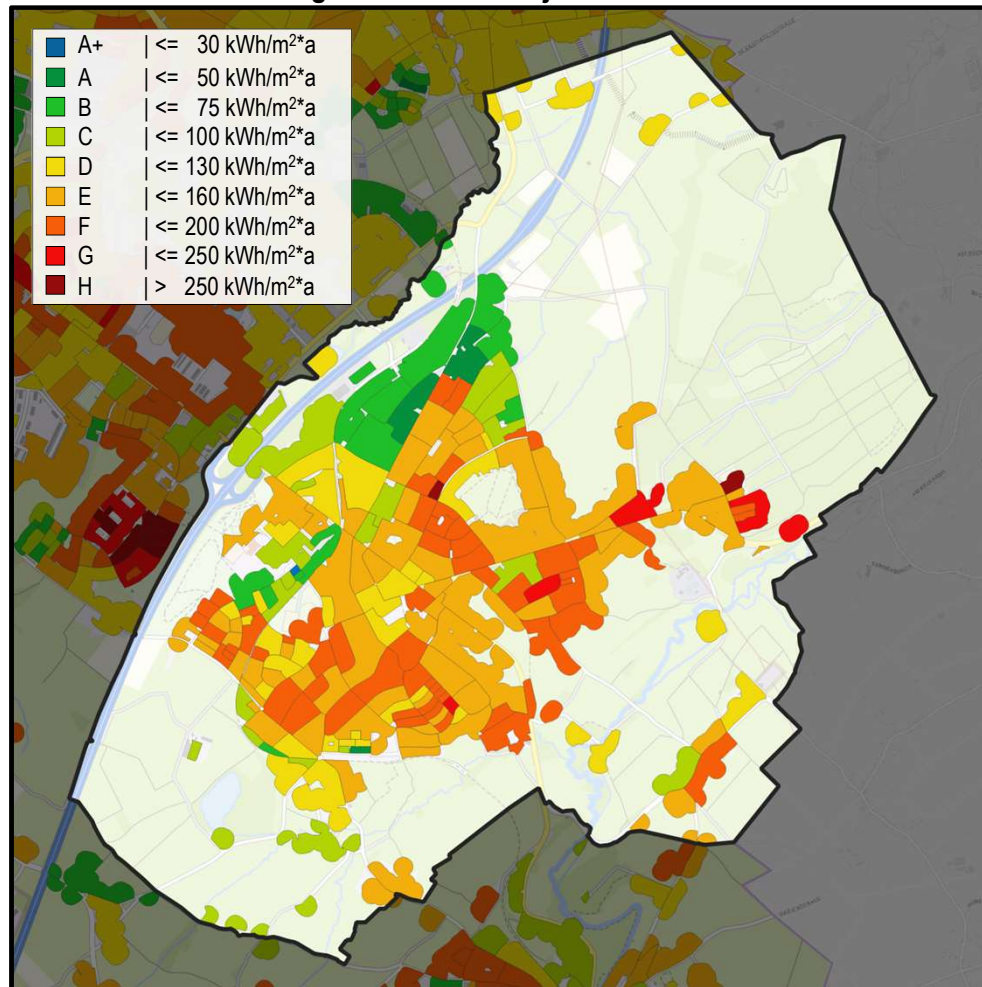 A+ | <= 30 kWh/m²*a
A | <= 50 kWh/m²*a
B | <= 75 kWh/m²*a
C | <= 100 kWh/m²*a
D | <= 130 kWh/m²*a
E | <= 160 kWh/m²*a
F | <= 200 kWh/m²*a
G | <= 250 kWh/m²*a
H | > 250 kWh/m²*a